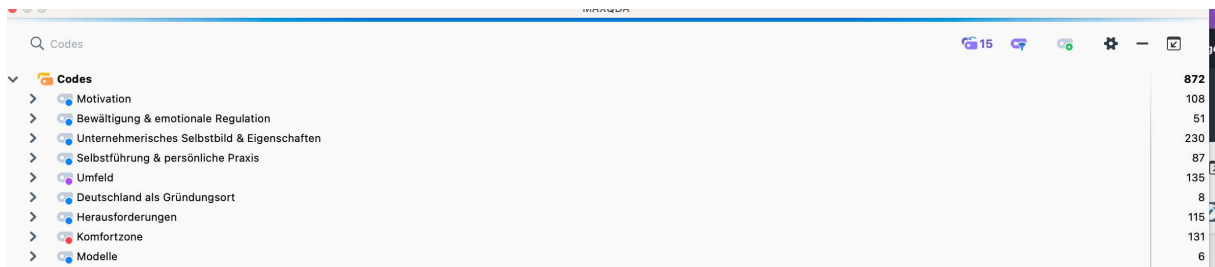 MAXQDA
Codes
15
Codes 872
Motivation 108
Bewältigung & emotionale Regulation 51
Unternehmerisches Selbstbild & Eigenschaften 230
Selbstführung & persönliche Praxis 87
Umfeld 135
Deutschland als Gründungsort 8
Herausforderungen 115
Komfortzone 131
Modelle 6